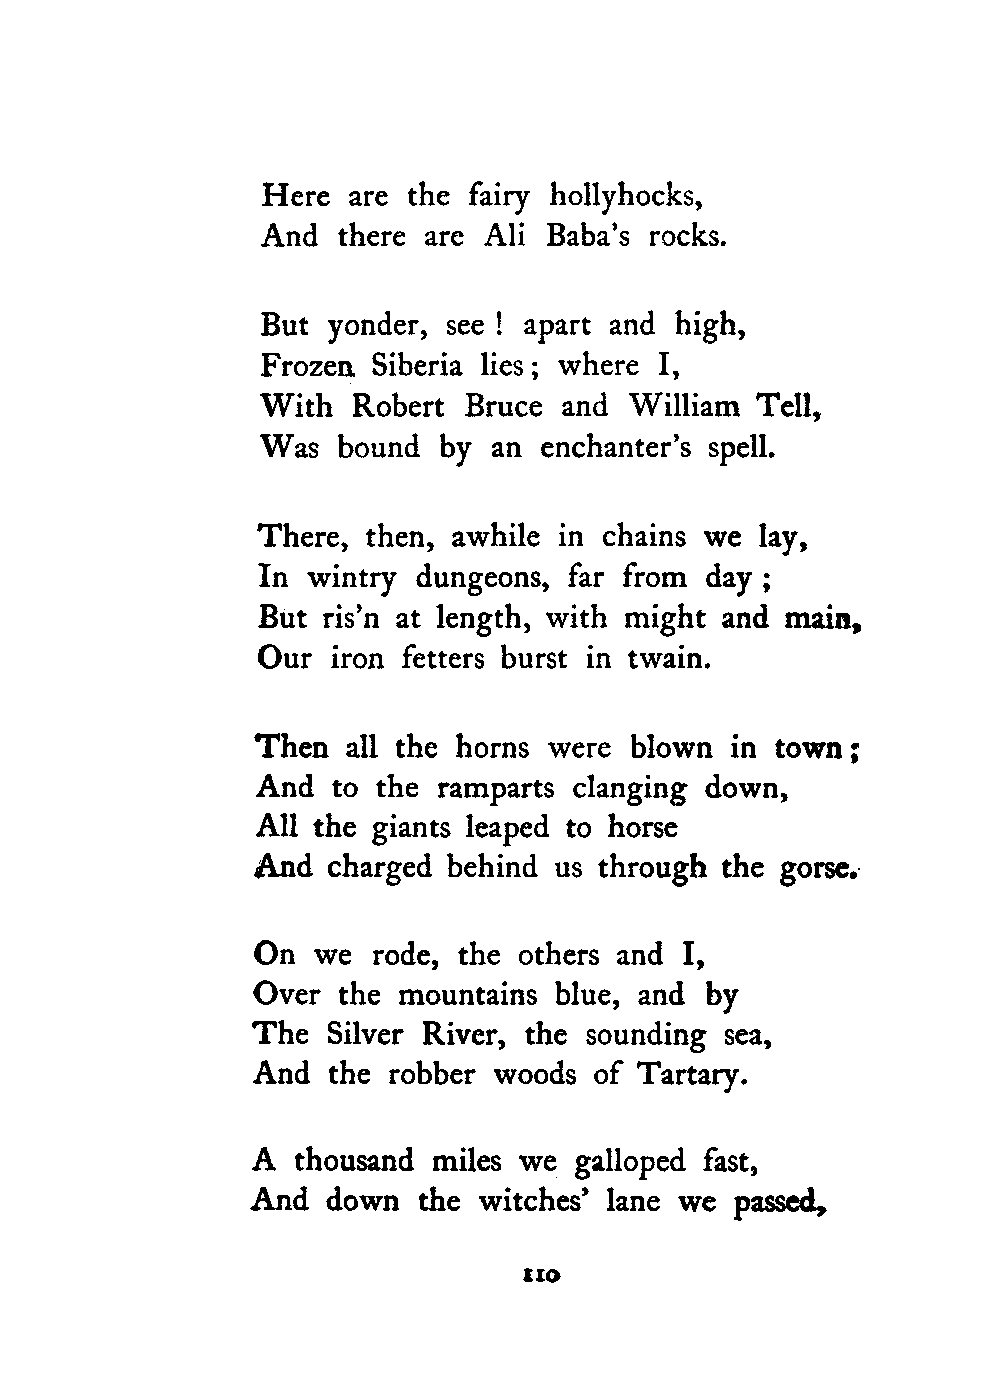 Here are the fairy hollyhocks,
And there are Ali Baba's rocks.

But yonder, see ! apart and high,
Frozen Siberia lies ; where I,
With Robert Bruce and William Tell,
Was bound by an enchanter's spell.

There, then, awhile in chains we lay,
In wintry dungeons, far from day ;
But ris'n at length, with might and main,
Our iron fetters burst in twain.

Then all the horns were blown in town ;
And to the ramparts clanging down,
All the giants leaped to horse
And charged behind us through the gorse.

On we rode, the others and I,
Over the mountains blue, and by
The Silver River, the sounding sea,
And the robber woods of Tartary.

A thousand miles we galloped fast,
And down the witches' lane we passed,

110